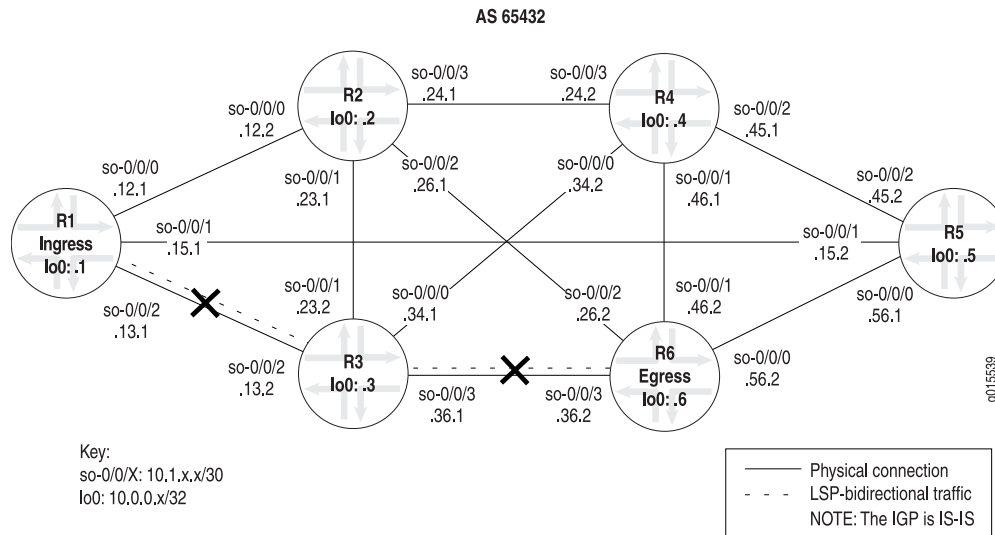 AS 65432
R2
lo0: .2
so-0/0/3
.24.1
so-0/0/3
.24.2
R4
lo0: .4
so-0/0/0
.12.2
so-0/0/2
.45.1
so-0/0/0
.12.1
so-0/0/1
.23.1
so-0/0/2
.26.1
so-0/0/0
.34.2
so-0/0/1
.46.1
so-0/0/2
.45.2
R1
Ingress
lo0: .1
so-0/0/1
.15.1
so-0/0/1
.15.2
R5
lo0: .5
so-0/0/2
.13.1
so-0/0/1
.23.2
so-0/0/0
.34.1
so-0/0/2
.26.2
so-0/0/1
.46.2
so-0/0/0
.56.1
so-0/0/2
.13.2
R3
lo0: .3
so-0/0/3
.36.1
so-0/0/3
.36.2
R6
Egress
lo0: .6
so-0/0/0
.56.2
g015539
Key:
so-0/0/X: 10.1.x.x/30
lo0: 10.0.0.x/32
Physical connection
LSP-bidirectional traffic
NOTE: The IGP is IS-IS